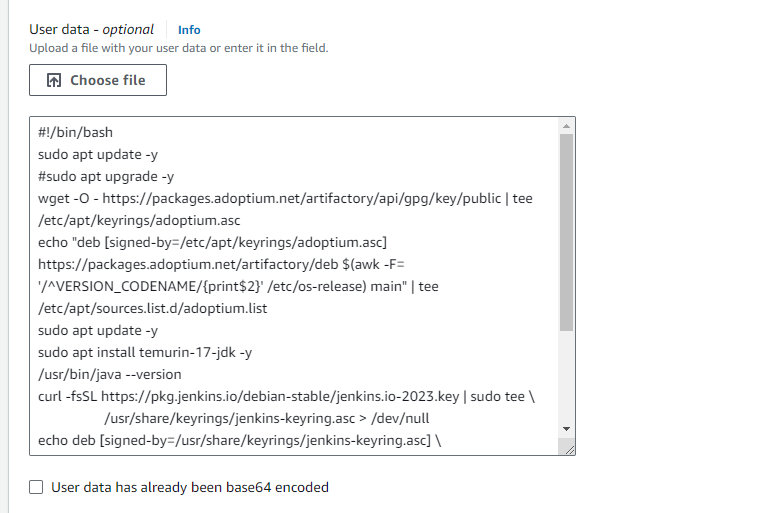 User data - optional Info
Upload a file with your user data or enter it in the field.
Choose file
#!/bin/bash
sudo apt update -y
#sudo apt upgrade -y
wget -O - https://packages.adoptium.net/artifactory/api/gpg/key/public | tee
/etc/apt/keyrings/adoptium.asc
echo "deb [signed-by=/etc/apt/keyrings/adoptium.asc]
https://packages.adoptium.net/artifactory/deb $(awk -F=
'/^VERSION_CODENAME/{print$2}' /etc/os-release) main" | tee
/etc/apt/sources.list.d/adoptium.list
sudo apt update -y
sudo apt install temurin-17-jdk -y
/usr/bin/java --version
curl -fsSL https://pkg.jenkins.io/debian-stable/jenkins.io-2023.key | sudo tee \
/usr/share/keyrings/jenkins-keyring.asc > /dev/null
echo deb [signed-by=/usr/share/keyrings/jenkins-keyring.asc] \
User data has already been base64 encoded